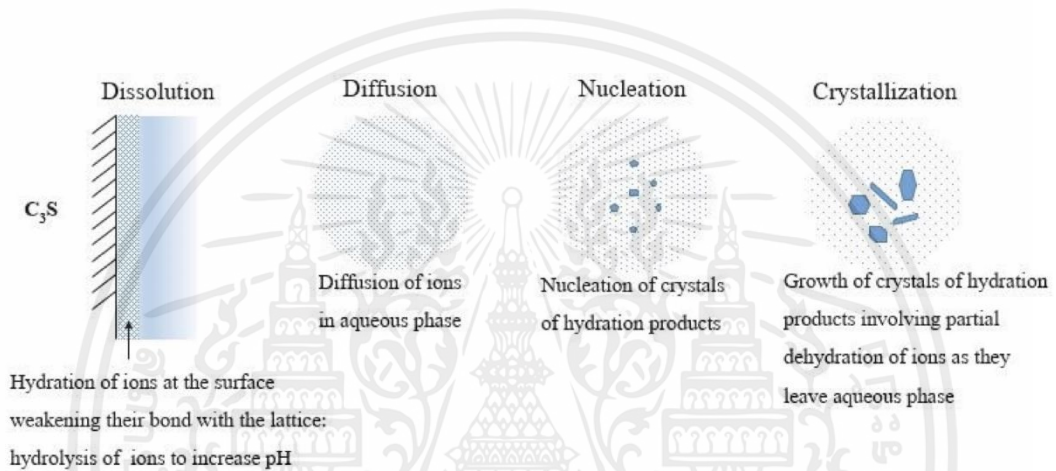 Dissolution
Diffusion
Nucleation
Crystallization
C₃S
Diffusion of ions
in aqueous phase
Nucleation of crystals
of hydration products
Growth of crystals of hydration
products involving partial
dehydration of ions as they
leave aqueous phase
Hydration of ions at the surface
weakening their bond with the lattice:
hydrolysis of ions to increase pH